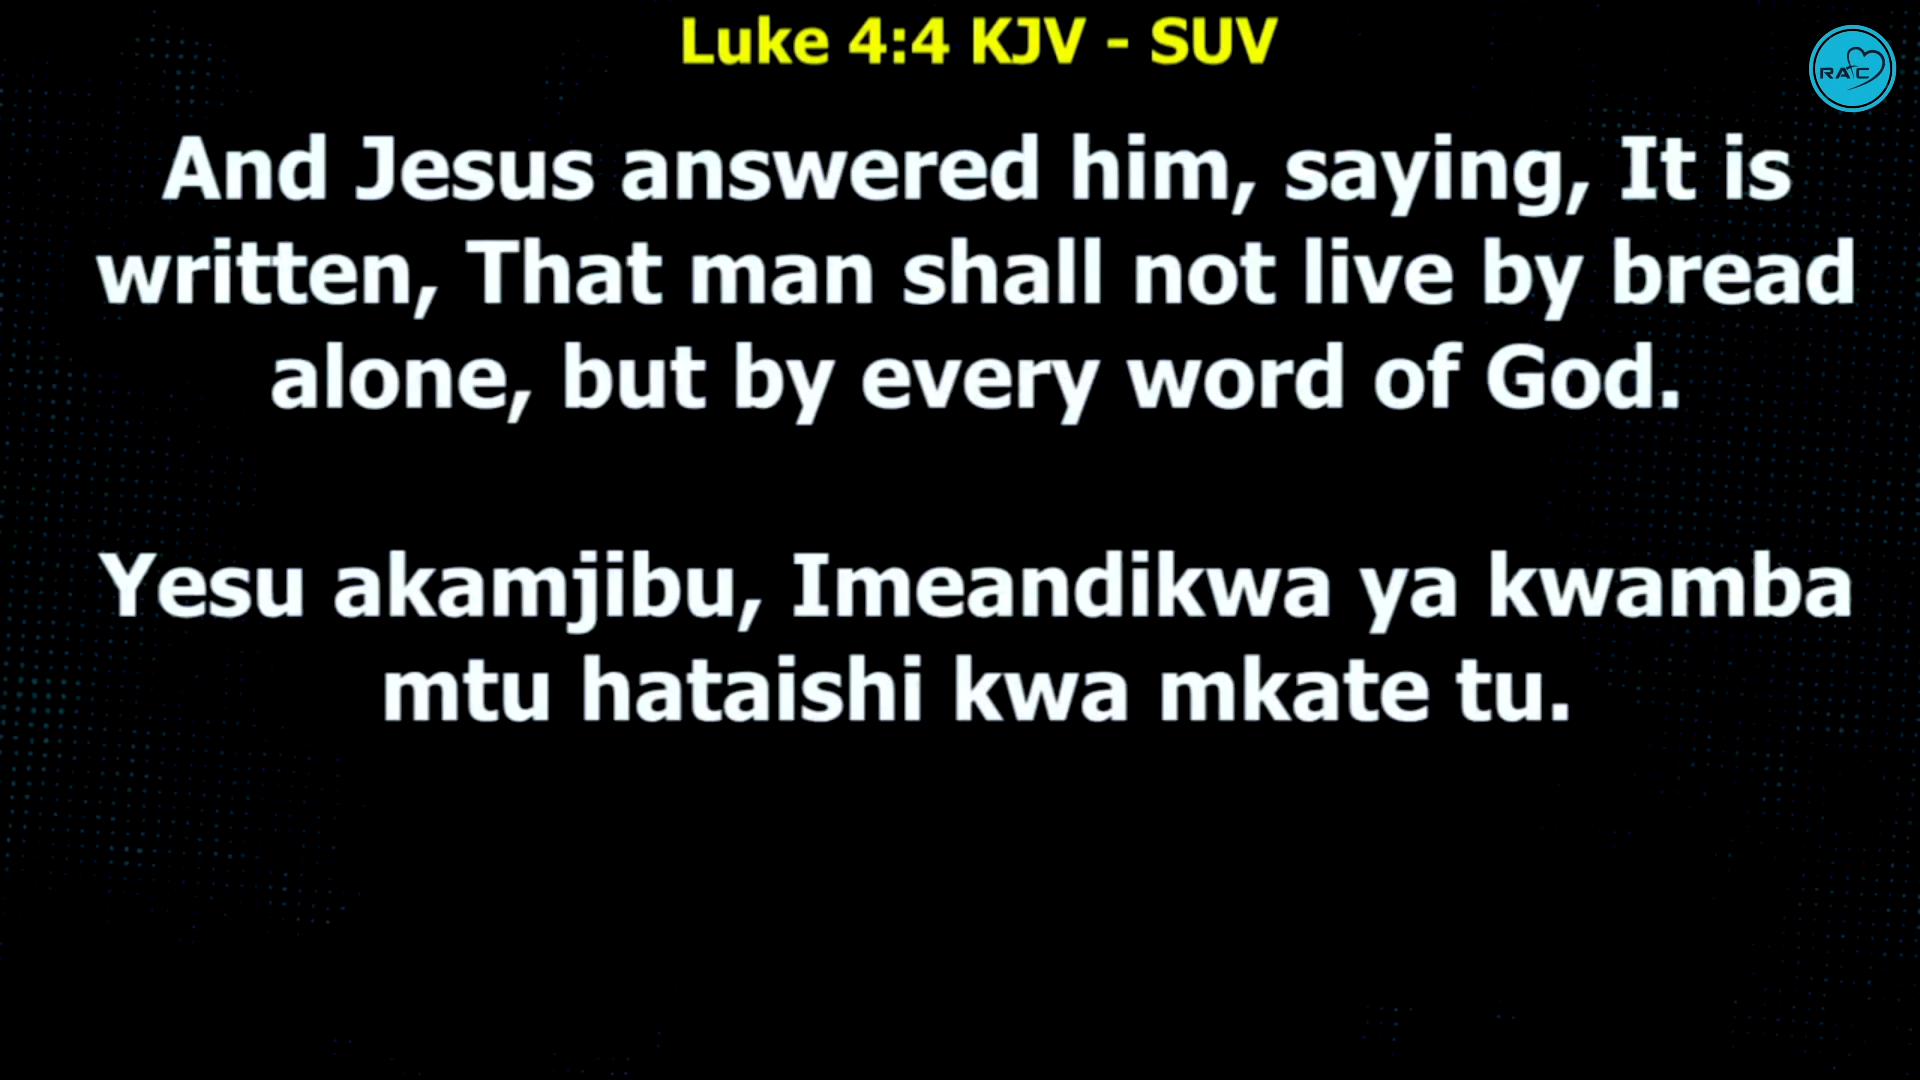 Luke 4:4 KJV - SUV
RATC
And Jesus answered him, saying, It is
written, That man shall not live by bread
alone, but by every word of God.
Yesu akamjibu, Imeandikwa ya kwamba
mtu hataishi kwa mkate tu.